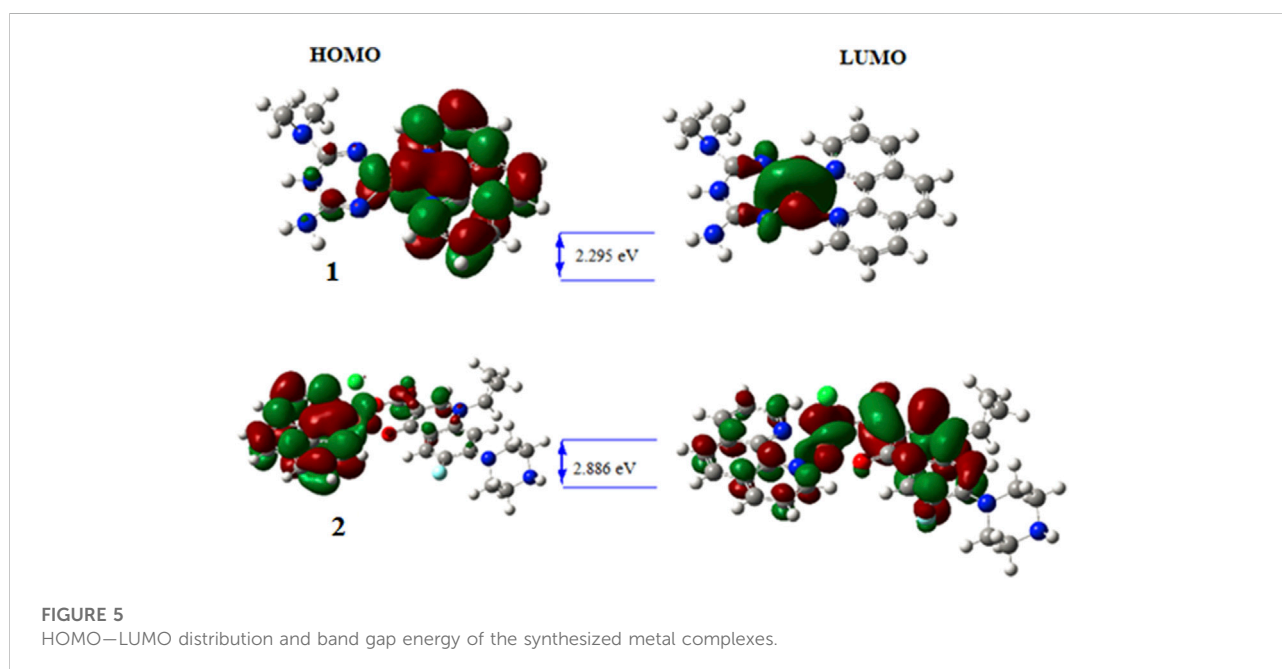 HOMO
LUMO
2.295 eV
1
2.886 eV
2
FIGURE 5
HOMO—LUMO distribution and band gap energy of the synthesized metal complexes.